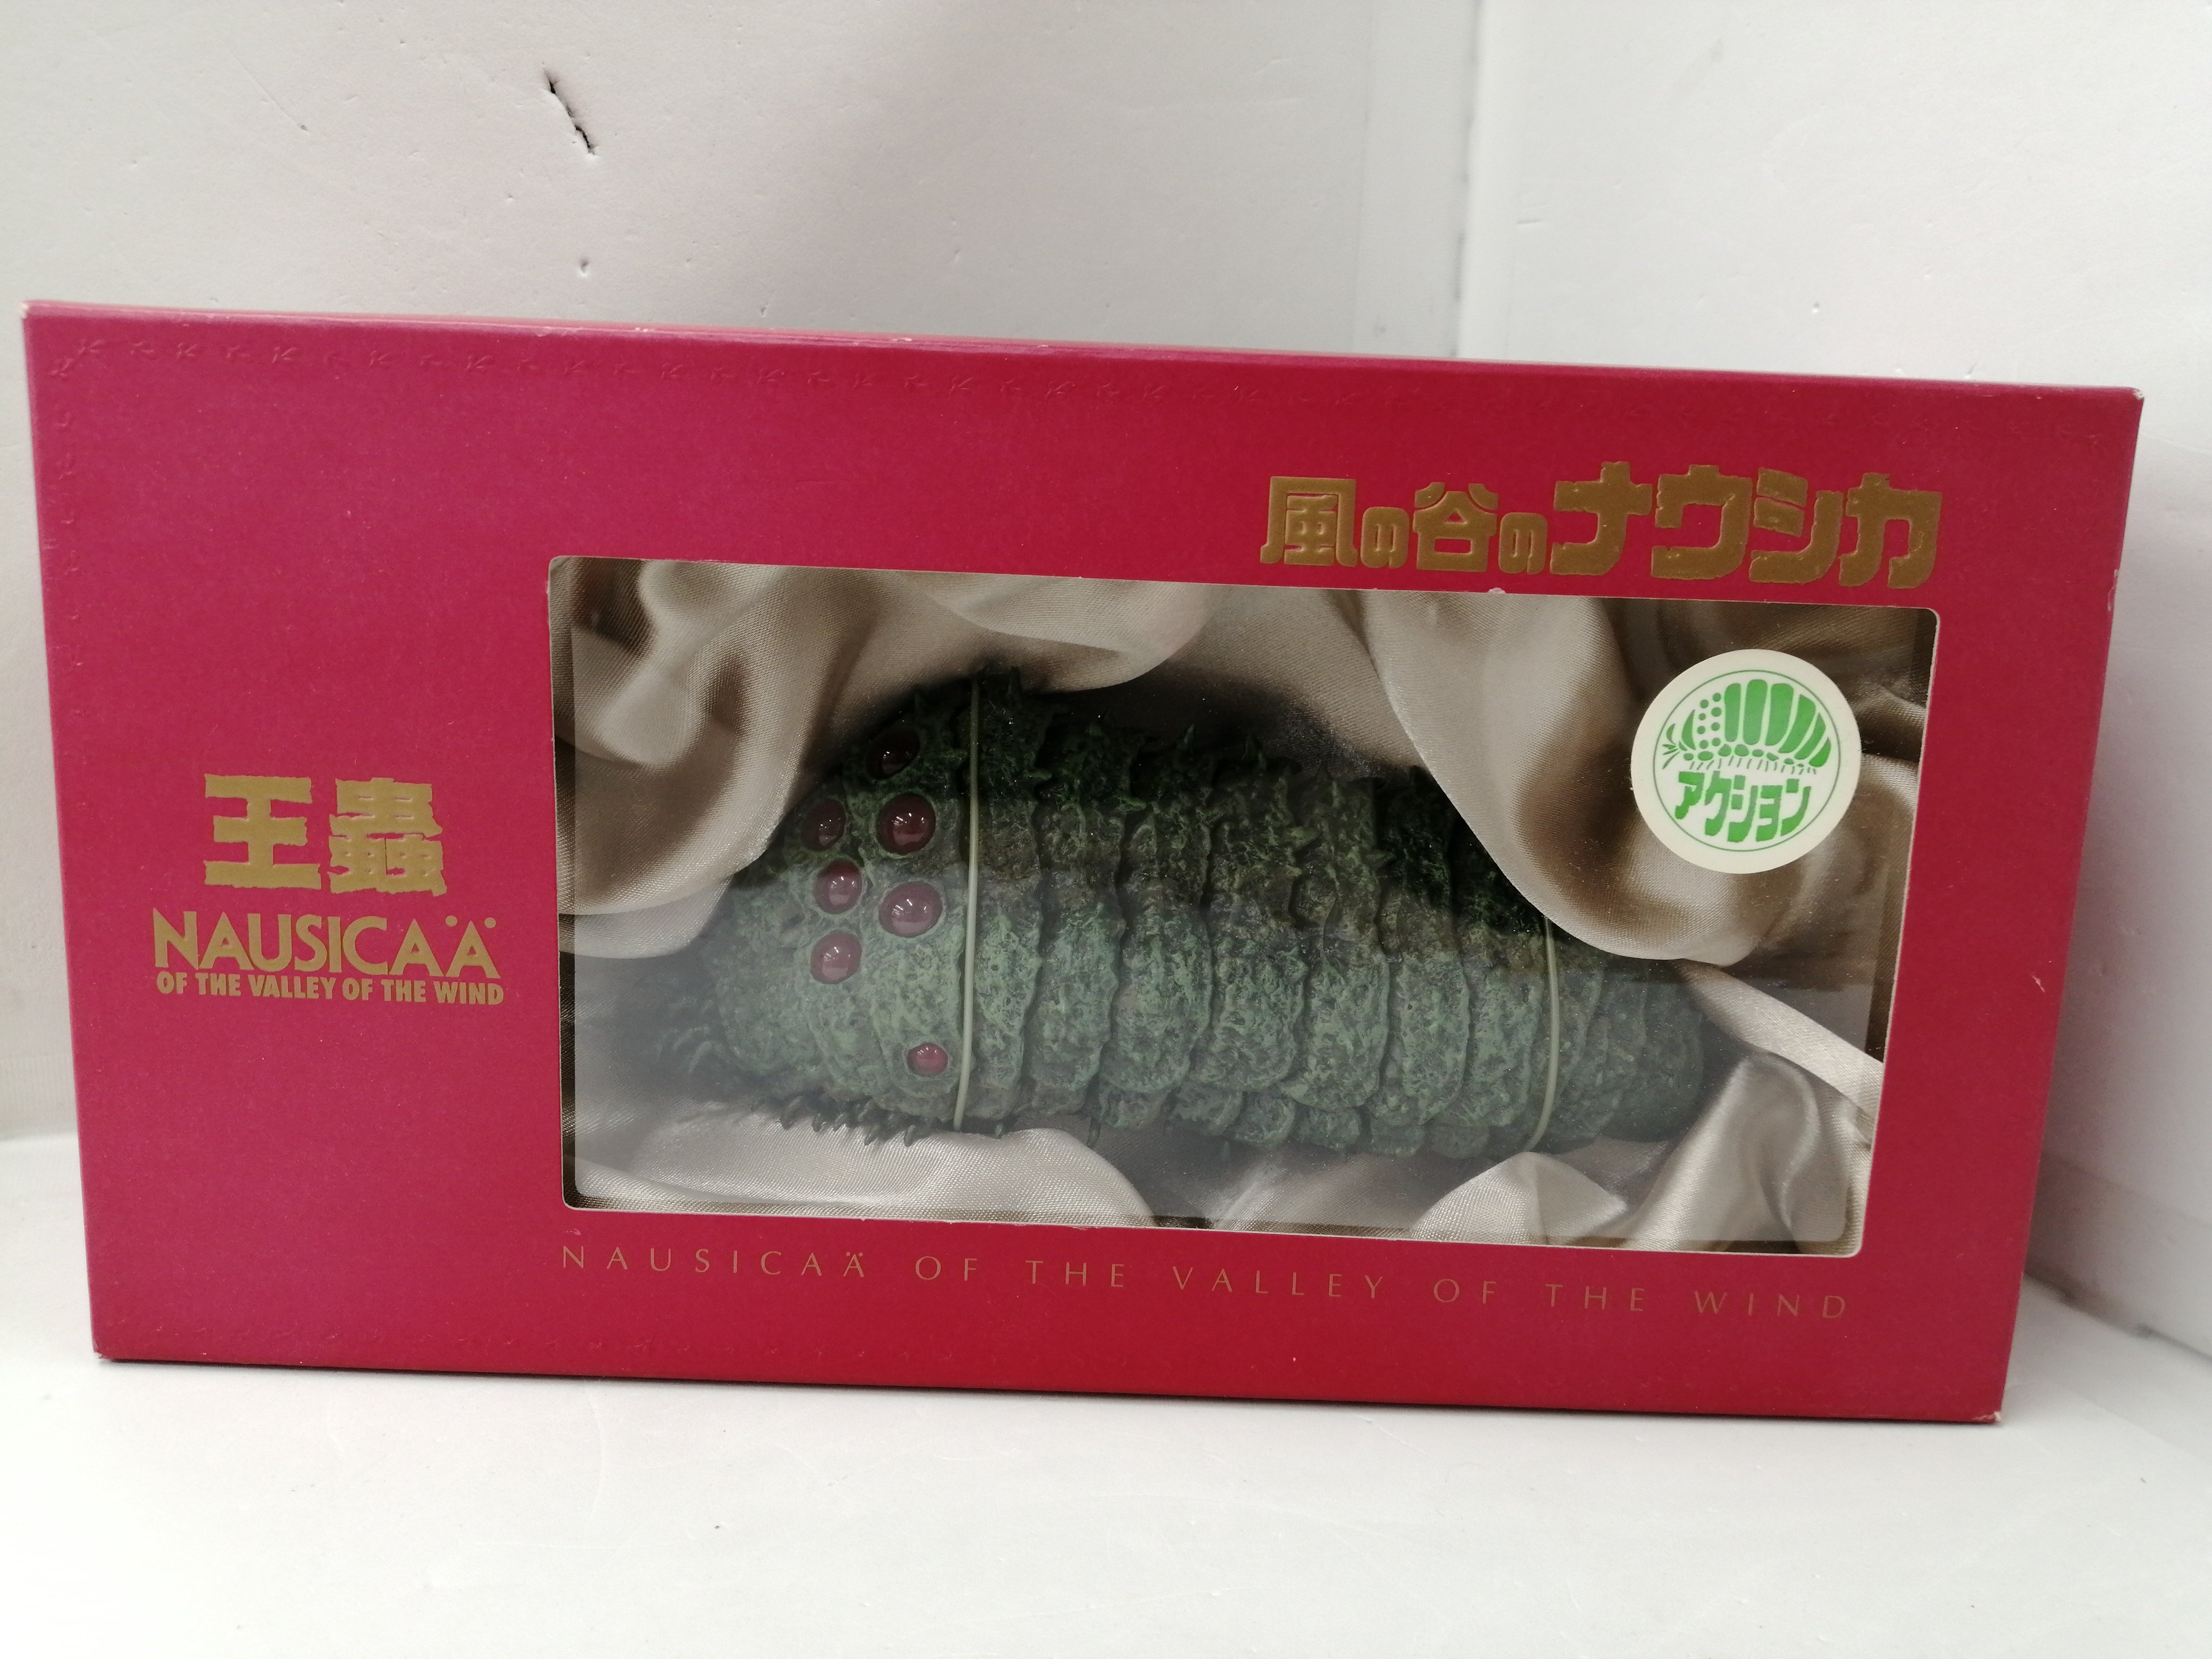 風の谷のナウシカ
アクション
王蟲
NAUSICAÄ
OF THE VALLEY OF THE WIND
NAUSICAÄ OF THE VALLEY OF THE WIND